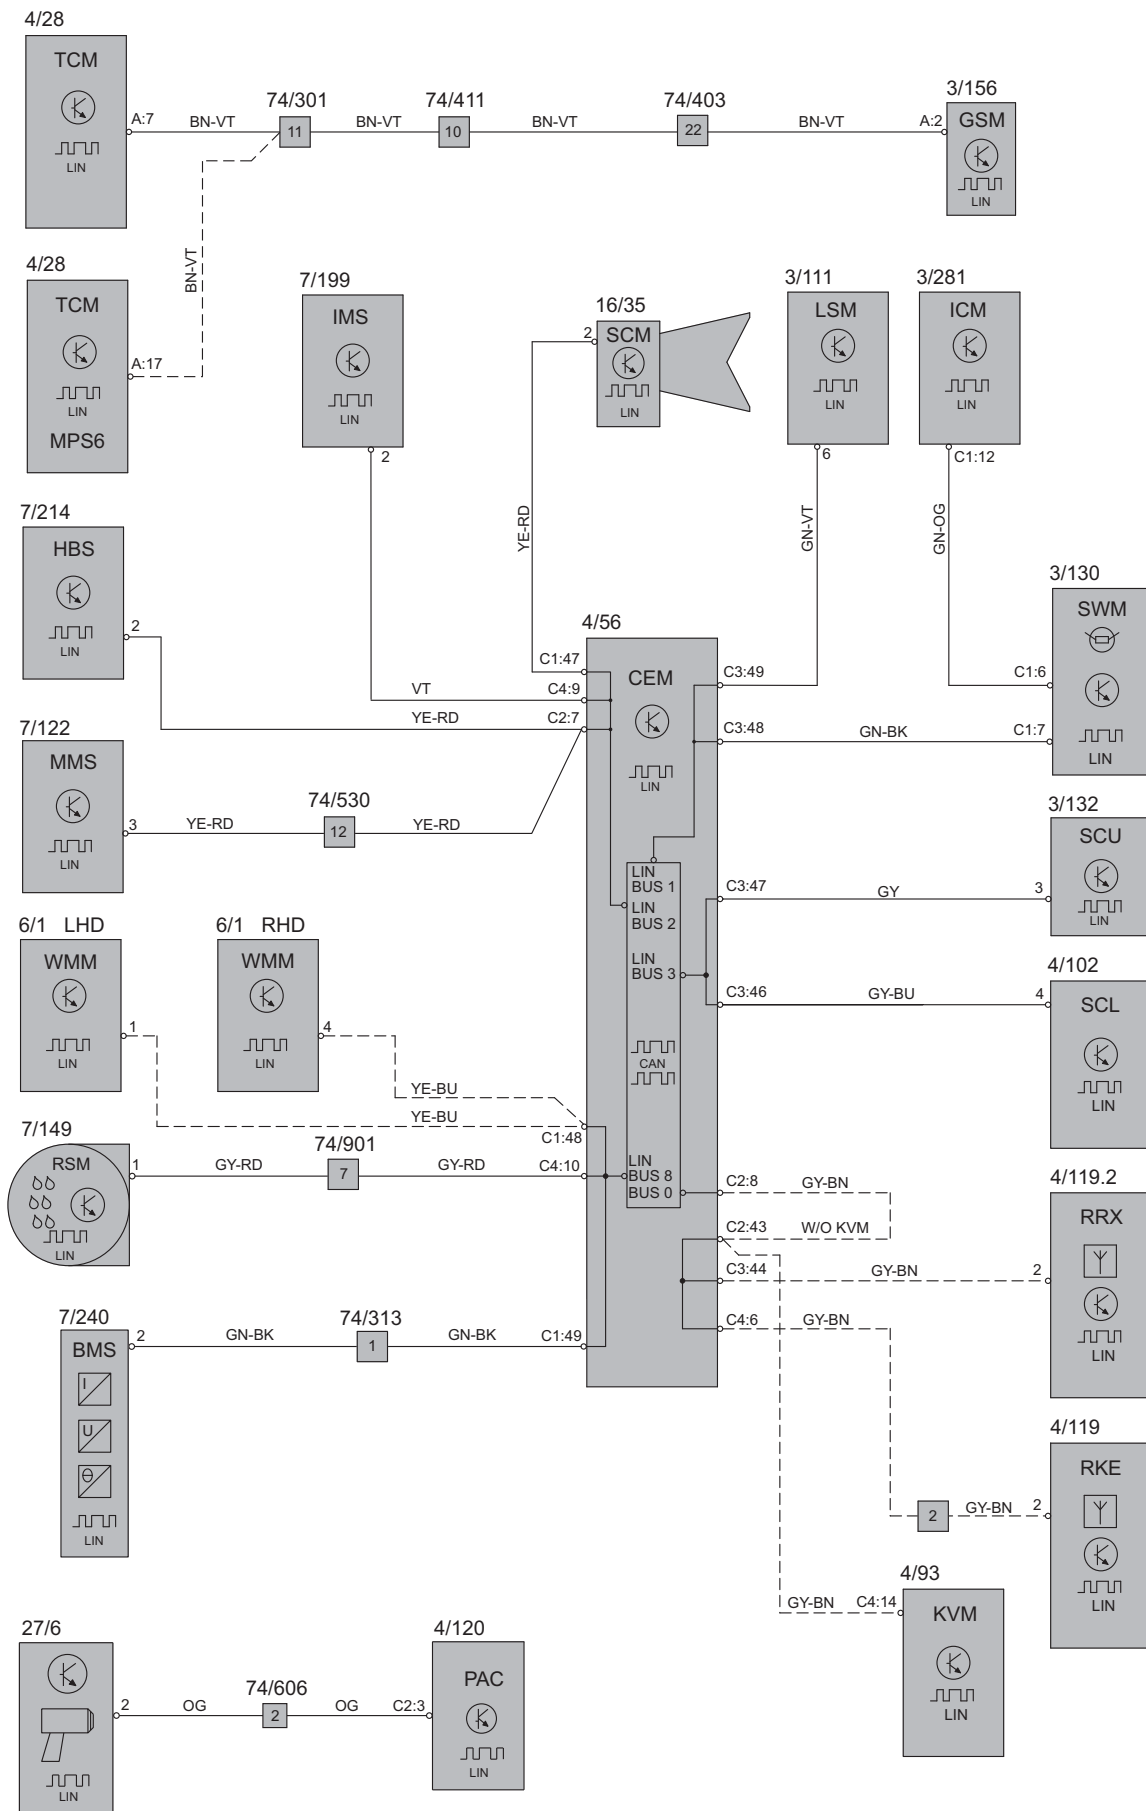 4/28
TCM
LIN
A:7
BN-VT
74/301
11
BN-VT
74/411
10
BN-VT
74/403
22
BN-VT
A:2
3/156
GSM
LIN
BN-VT
4/28
TCM
LIN
MPS6
A:17
7/199
IMS
LIN
2
16/35
SCM
LIN
2
YE-RD
3/111
LSM
LIN
6
GN-VT
3/281
ICM
LIN
C1:12
GN-OG
7/214
HBS
LIN
2
3/130
SWM
LIN
C1:6
C1:7
4/56
CEM
LIN
C1:47
VT
C4:9
YE-RD
C2:7
C3:49
C3:48
GN-BK
7/122
MMS
LIN
3
YE-RD
74/530
12
YE-RD
3/132
SCU
LIN
C3:47
GY
3
LIN
BUS 1
LIN
BUS 2
LIN
BUS 3
CAN
LIN
BUS 8
BUS 0
6/1 LHD
WMM
LIN
1
6/1 RHD
WMM
LIN
4
YE-BU
YE-BU
C1:48
4/102
SCL
LIN
C3:46
GY-BU
4
7/149
RSM
LIN
1
GY-RD
74/901
7
GY-RD
C4:10
C2:8
GY-BN
C2:43
W/O KVM
C3:44
GY-BN
2
4/119.2
RRX
LIN
C4:6
GY-BN
7/240
BMS
I
U
θ
LIN
2
GN-BK
74/313
1
GN-BK
C1:49
4/119
RKE
LIN
2
GY-BN
2
4/93
KVM
LIN
GY-BN
C4:14
27/6
LIN
2
OG
74/606
2
OG
C2:3
4/120
PAC
LIN